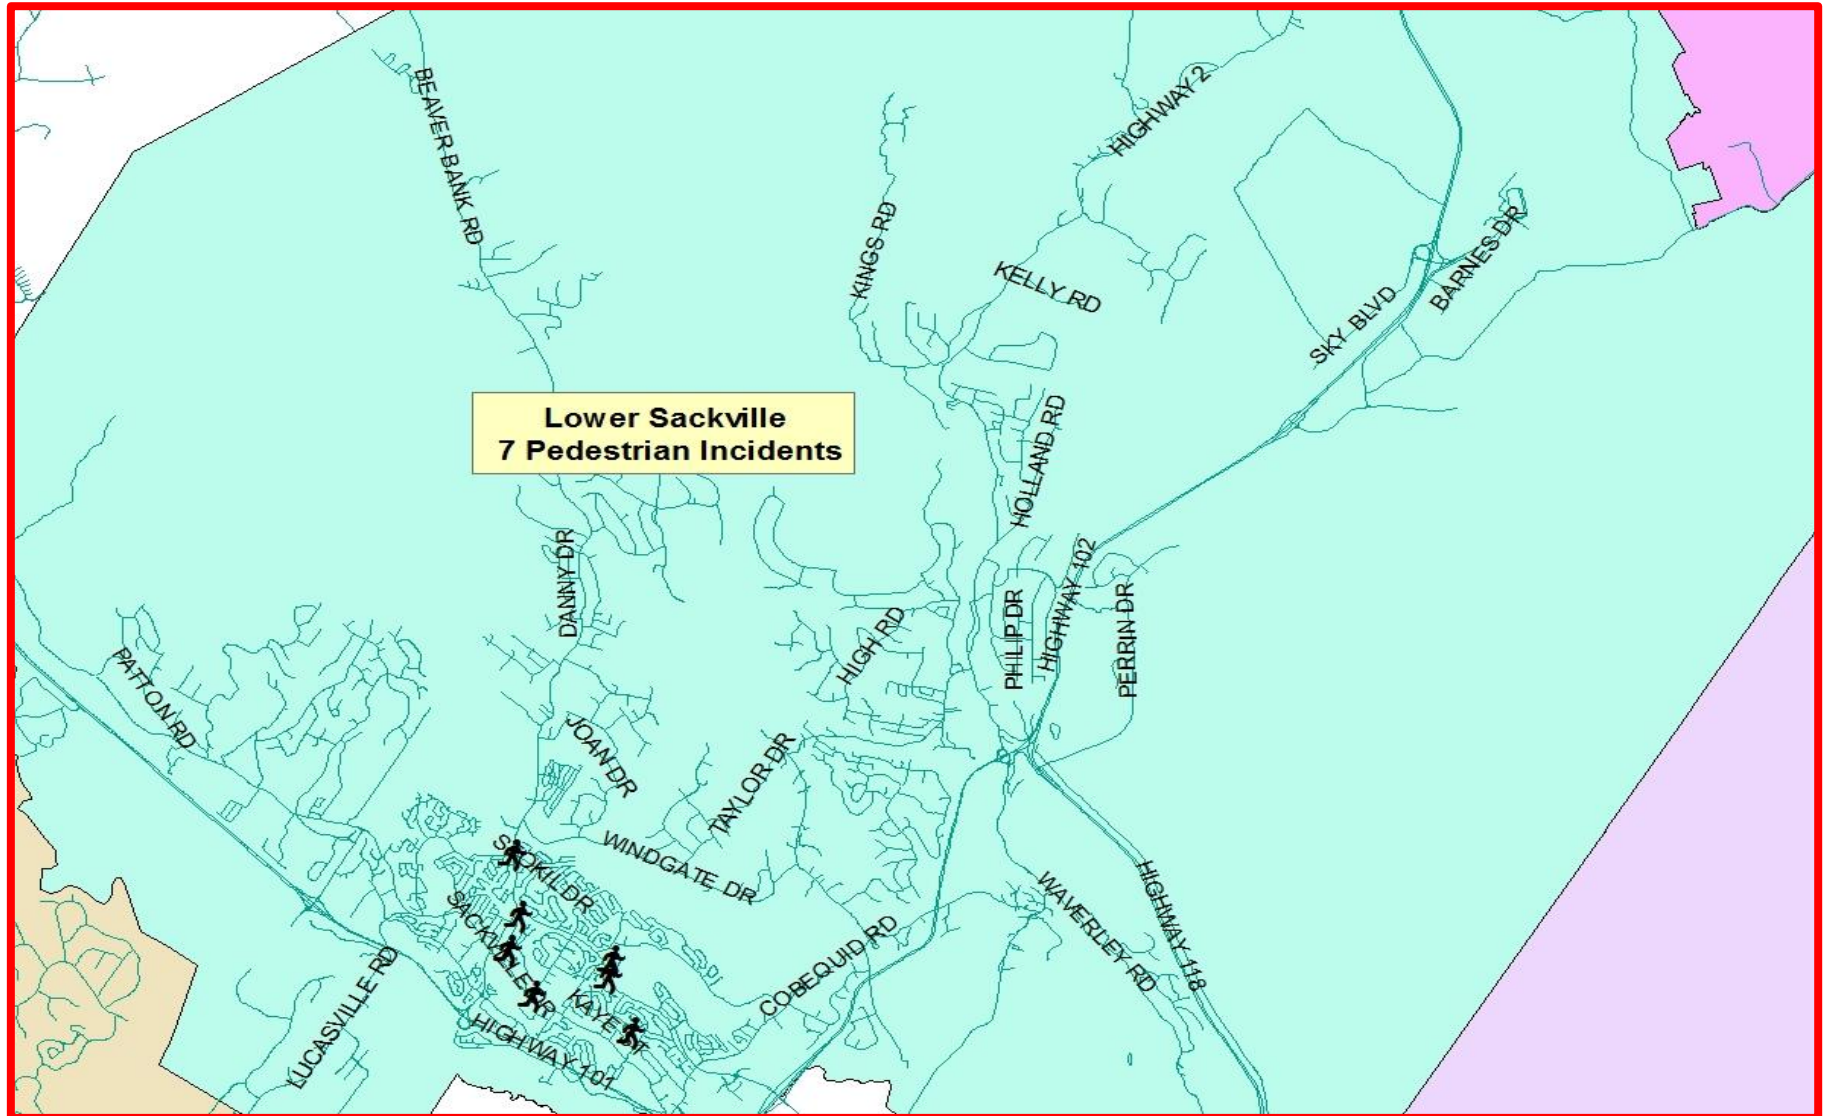 BEAVER BANK RD
HIGHWAY 2
KINGS RD
KELLY RD
BARNES DR
SKY BLVD
Lower Sackville
7 Pedestrian Incidents
HOLLAND RD
DANNY DR
HIGHWAY 102
PHILIP DR
PERRIN DR
HIGH RD
PATTON RD
JOAN DR
TAYLOR DR
WINDGATE DR
SACKVILLE DR
WAVERLEY RD
HIGHWAY 118
COBEQUID RD
LUCASVILLE RD
KAYE ST
HIGHWAY 101